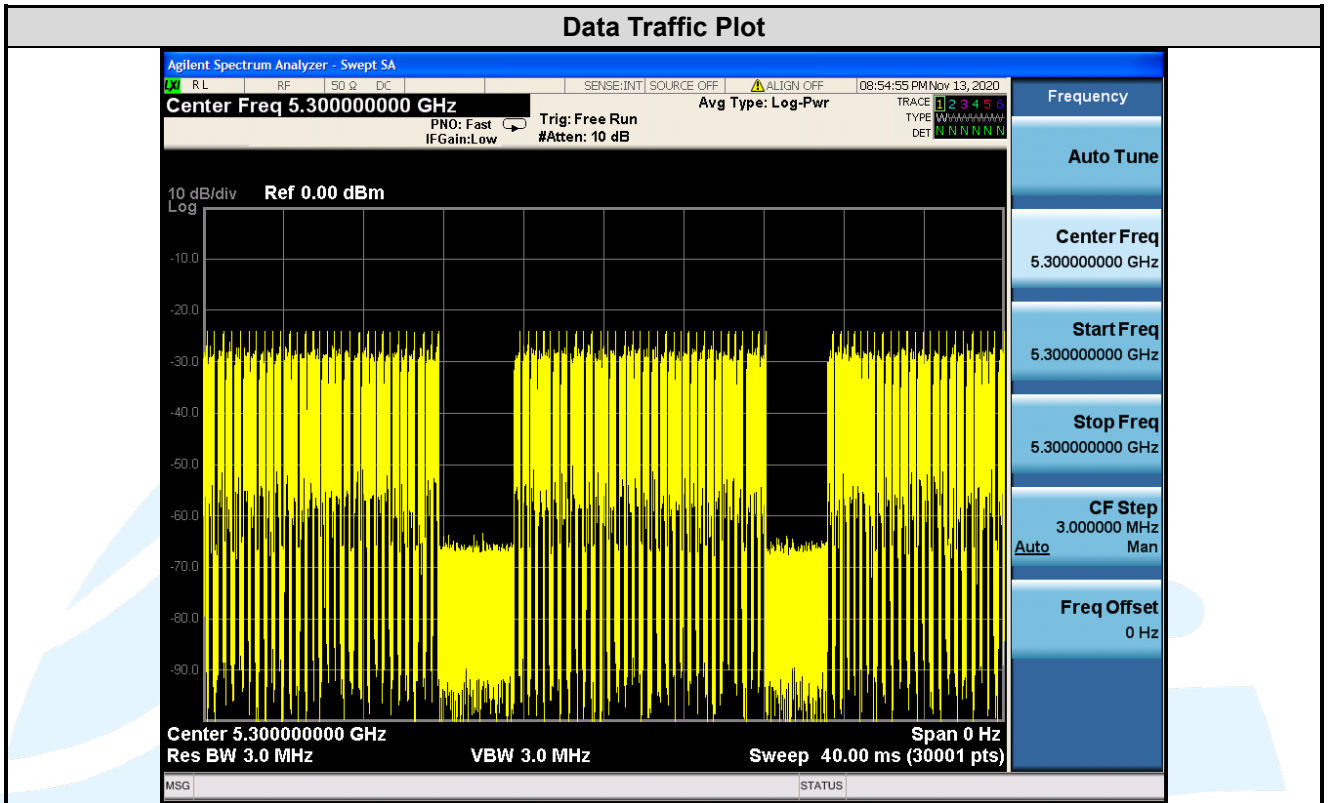 Data Traffic Plot
Agilent Spectrum Analyzer - Swept SA
LXI RL RF 50 Ω DC SENSE:INT SOURCE OFF ALIGN OFF 08:54:55 PM Nov 13, 2020
Center Freq 5.300000000 GHz
PNO: Fast
IFGain:Low
Trig: Free Run
#Atten: 10 dB
Avg Type: Log-Pwr
TRACE 1 2 3 4 5 6
TYPE W
DET N N N N N N
10 dB/div Ref 0.00 dBm
Log
-10.0
-20.0
-30.0
-40.0
-50.0
-60.0
-70.0
-80.0
-90.0
Center 5.300000000 GHz Span 0 Hz
Res BW 3.0 MHz VBW 3.0 MHz Sweep 40.00 ms (30001 pts)
MSG STATUS
Frequency
Auto Tune
Center Freq
5.300000000 GHz
Start Freq
5.300000000 GHz
Stop Freq
5.300000000 GHz
CF Step
3.000000 MHz
Auto Man
Freq Offset
0 Hz